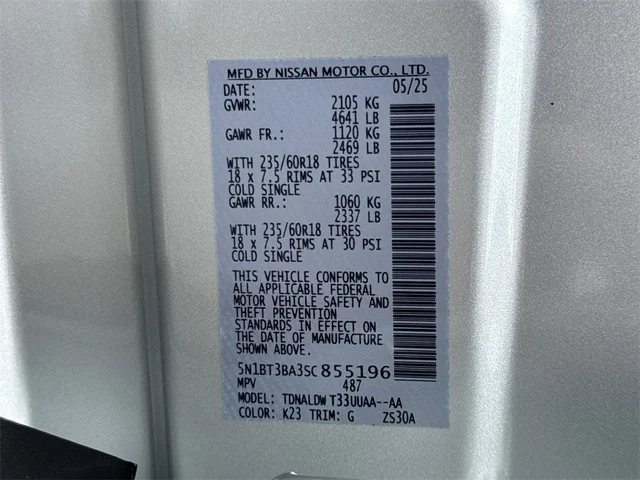 MFD BY NISSAN MOTOR CO., LTD.
DATE: 05/25
GVWR: 2105 KG
4641 LB
GAWR FR.: 1120 KG
2469 LB
WITH 235/60R18 TIRES
18 x 7.5 RIMS AT 33 PSI
COLD SINGLE
GAWR RR.: 1060 KG
2337 LB
WITH 235/60R18 TIRES
18 x 7.5 RIMS AT 30 PSI
COLD SINGLE
THIS VEHICLE CONFORMS TO
ALL APPLICABLE FEDERAL
MOTOR VEHICLE SAFETY AND
THEFT PREVENTION
STANDARDS IN EFFECT ON
THE DATE OF MANUFACTURE
SHOWN ABOVE.
5N1BT3BA3SC855196
MPV 487
MODEL: TDNALDW T33UUAA--AA
COLOR: K23 TRIM: G ZS30A